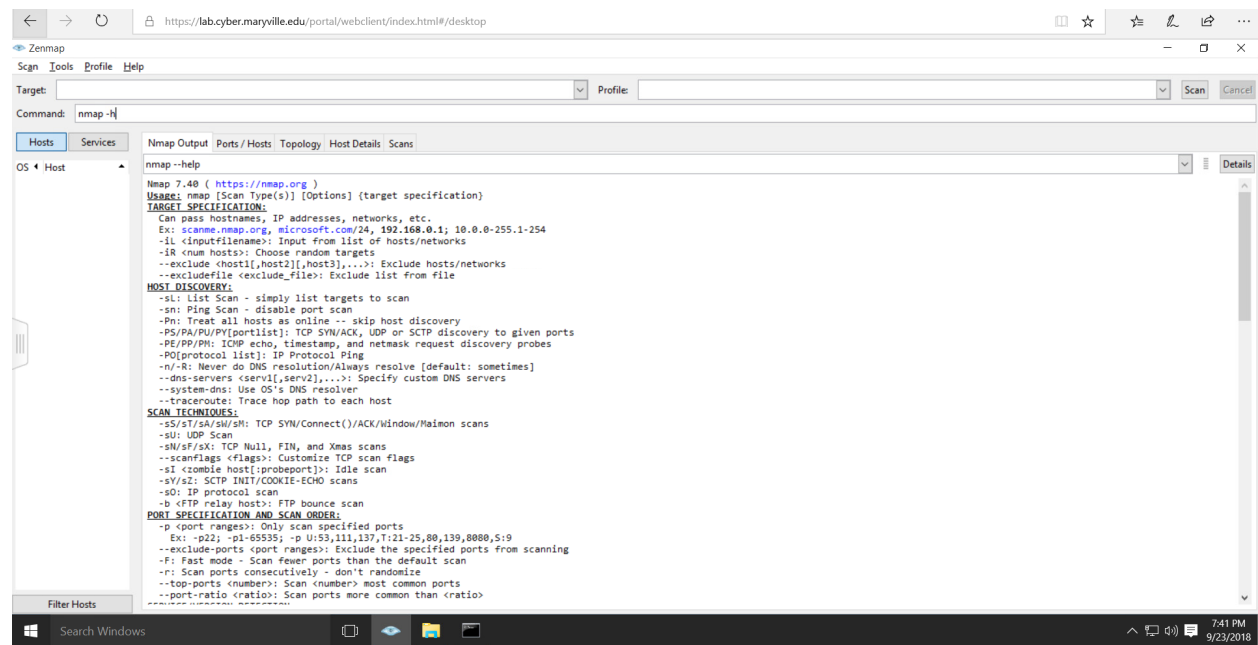 https://lab.cyber.maryville.edu/portal/webclient/index.html#/desktop
Zenmap
Scan Tools Profile Help
Target: Profile: Scan Cancel
Command: nmap -h
Hosts Services Nmap Output Ports / Hosts Topology Host Details Scans
OS Host nmap --help Details
Nmap 7.40 ( https://nmap.org )
Usage: nmap [Scan Type(s)] [Options] {target specification}
TARGET SPECIFICATION:
Can pass hostnames, IP addresses, networks, etc.
Ex: scanme.nmap.org, microsoft.com/24, 192.168.0.1; 10.0.0-255.1-254
-iL <inputfilename>: Input from list of hosts/networks
-iR <num hosts>: Choose random targets
--exclude <host1[,host2][,host3],...>: Exclude hosts/networks
--excludefile <exclude_file>: Exclude list from file
HOST DISCOVERY:
-sL: List Scan - simply list targets to scan
-sn: Ping Scan - disable port scan
-Pn: Treat all hosts as online -- skip host discovery
-PS/PA/PU/PY[portlist]: TCP SYN/ACK, UDP or SCTP discovery to given ports
-PE/PP/PM: ICMP echo, timestamp, and netmask request discovery probes
-PO[protocol list]: IP Protocol Ping
-n/-R: Never do DNS resolution/Always resolve [default: sometimes]
--dns-servers <serv1[,serv2],...>: Specify custom DNS servers
--system-dns: Use OS's DNS resolver
--traceroute: Trace hop path to each host
SCAN TECHNIQUES:
-sS/sT/sA/sW/sM: TCP SYN/Connect()/ACK/Window/Maimon scans
-sU: UDP Scan
-sN/sF/sX: TCP Null, FIN, and Xmas scans
--scanflags <flags>: Customize TCP scan flags
-sI <zombie host[:probeport]>: Idle scan
-sY/sZ: SCTP INIT/COOKIE-ECHO scans
-sO: IP protocol scan
-b <FTP relay host>: FTP bounce scan
PORT SPECIFICATION AND SCAN ORDER:
-p <port ranges>: Only scan specified ports
Ex: -p22; -p1-65535; -p U:53,111,137,T:21-25,80,139,8080,S:9
--exclude-ports <port ranges>: Exclude the specified ports from scanning
-F: Fast mode - Scan fewer ports than the default scan
-r: Scan ports consecutively - don't randomize
--top-ports <number>: Scan <number> most common ports
--port-ratio <ratio>: Scan ports more common than <ratio>
SERVICE/VERSION DETECTION
Filter Hosts
Search Windows
7:41 PM
9/23/2018